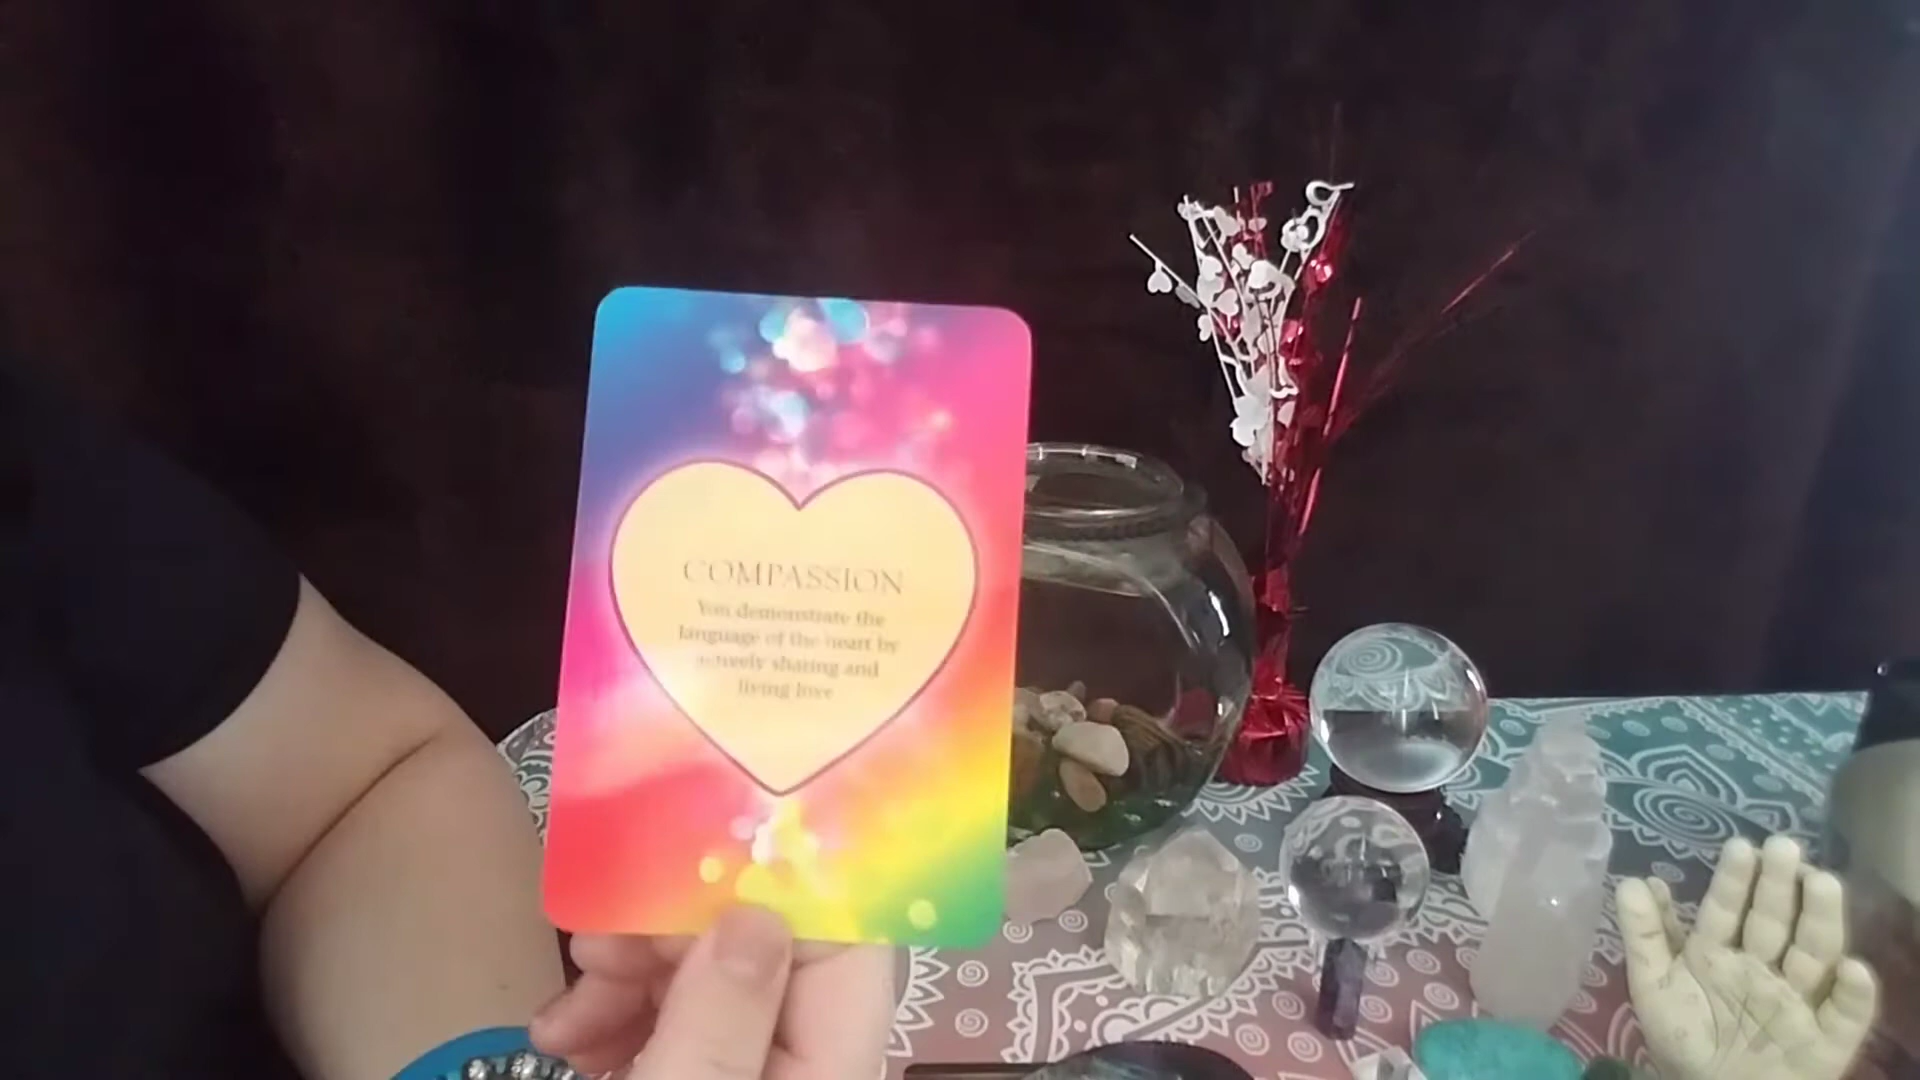 COMPASSION
You demonstrate the
language of the heart by
actively sharing and
living love